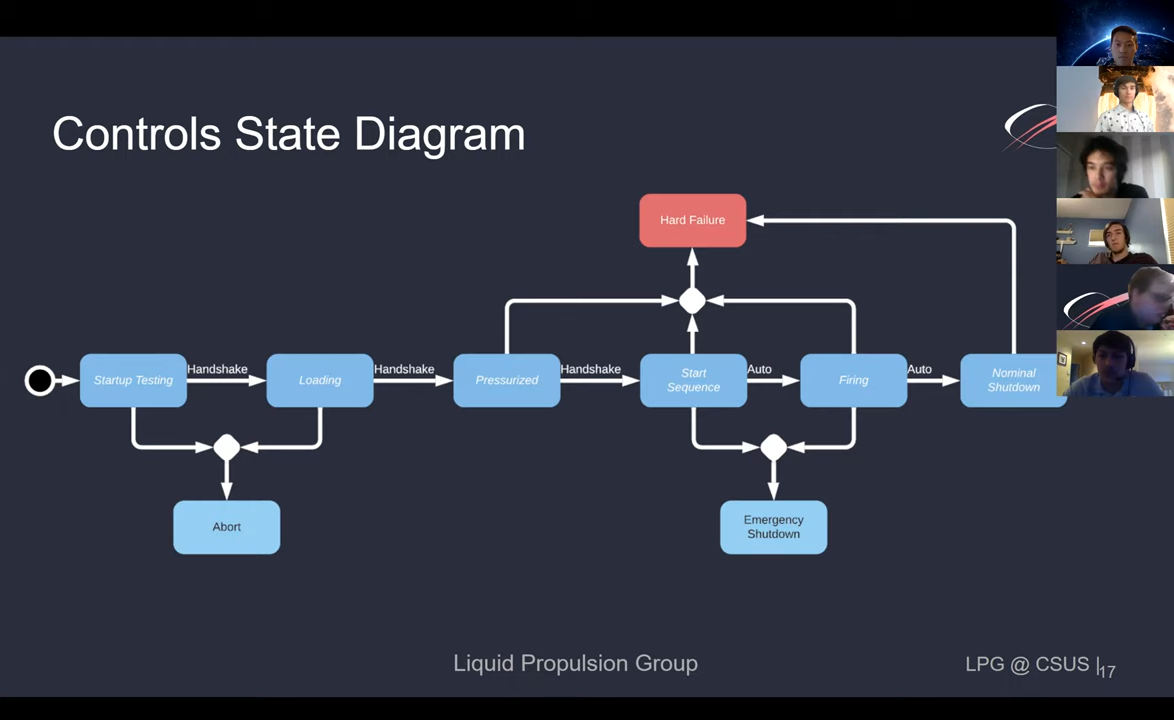 Controls State Diagram
Hard Failure
Startup Testing
Handshake
Loading
Handshake
Pressurized
Handshake
Start
Sequence
Auto
Firing
Auto
Nominal
Shutdown
Abort
Emergency
Shutdown
Liquid Propulsion Group
LPG @ CSUS |17